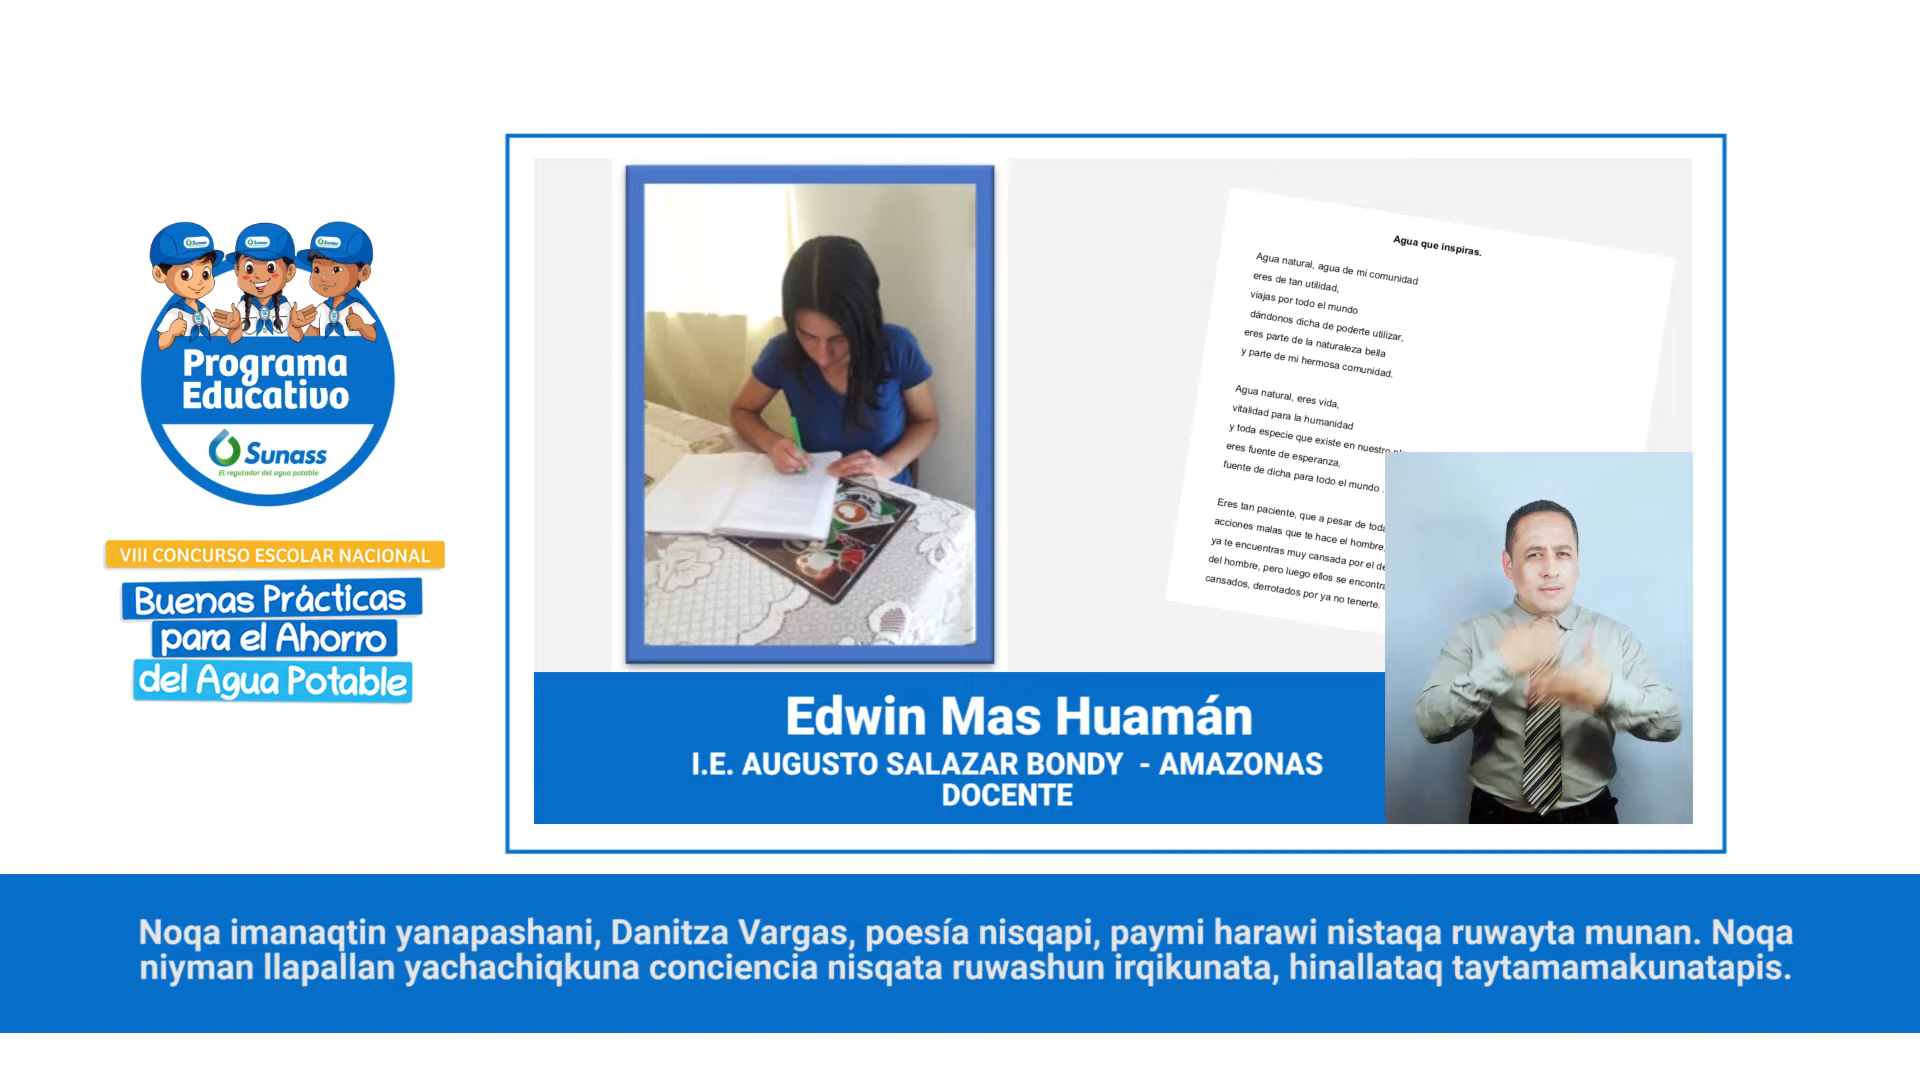 Sunass
Sunass
Sunass
Programa
Educativo
Sunass
El regulador del agua potable
VIII CONCURSO ESCOLAR NACIONAL
Buenas Prácticas
para el Ahorro
del Agua Potable
Agua que inspiras.
Agua natural, agua de mi comunidad
eres de tan utilidad,
viajas por todo el mundo
dándonos dicha de poderte utilizar,
eres parte de la naturaleza bella
y parte de mi hermosa comunidad.
Agua natural, eres vida,
vitalidad para la humanidad
y toda especie que existe en nuestro
eres fuente de esperanza,
fuente de dicha para todo el mundo .
Eres tan paciente, que a pesar de
acciones malas que te hace el hombre,
ya te encuentras muy cansada por el
del hombre, pero luego ellos se
cansados, derrotados por ya no tenerte.
Edwin Mas Huamán
I.E. AUGUSTO SALAZAR BONDY - AMAZONAS
DOCENTE
Noqa imanaqtin yanapashani, Danitza Vargas, poesía nisqapi, paymi harawi nistaqa ruwayta munan. Noqa
niyman llapallan yachachiqkuna conciencia nisqata ruwashun irqikunata, hinallataq taytamamakunatapis.